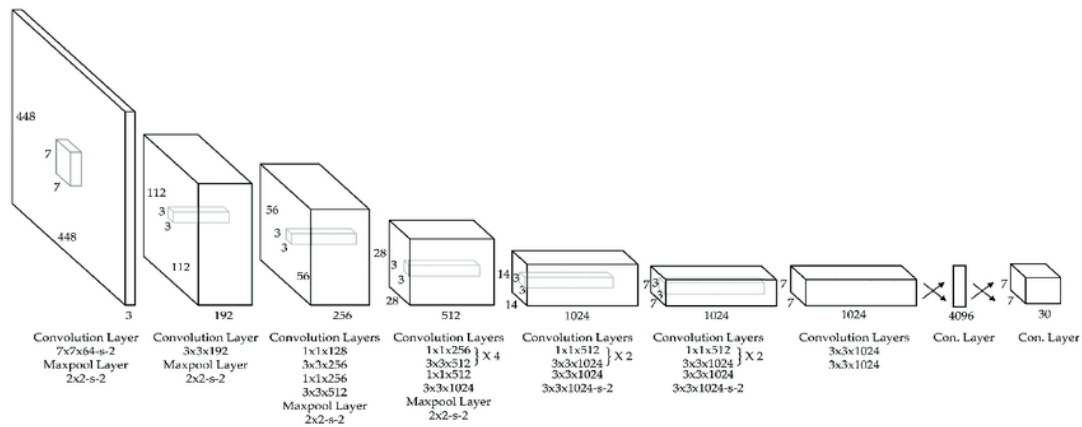 448
7
7
448
3
112
3
3
112
192
56
3
3
56
256
28
3
3
28
512
14
3
3
14
1024
7
3
3
7
1024
7
7
1024
4096
7
7
30
Convolution Layer
7x7x64-s-2
Maxpool Layer
2x2-s-2
Convolution Layer
3x3x192
Maxpool Layer
2x2-s-2
Convolution Layers
1x1x128
3x3x256
1x1x256
3x3x512
Maxpool Layer
2x2-s-2
Convolution Layers
1x1x256
3x3x512 } X 4
1x1x512
3x3x1024
Maxpool Layer
2x2-s-2
Convolution Layers
1x1x512
3x3x1024 } X 2
3x3x1024
3x3x1024-s-2
Convolution Layers
1x1x512
3x3x1024 } X 2
3x3x1024
3x3x1024-s-2
Convolution Layers
3x3x1024
3x3x1024
Con. Layer
Con. Layer